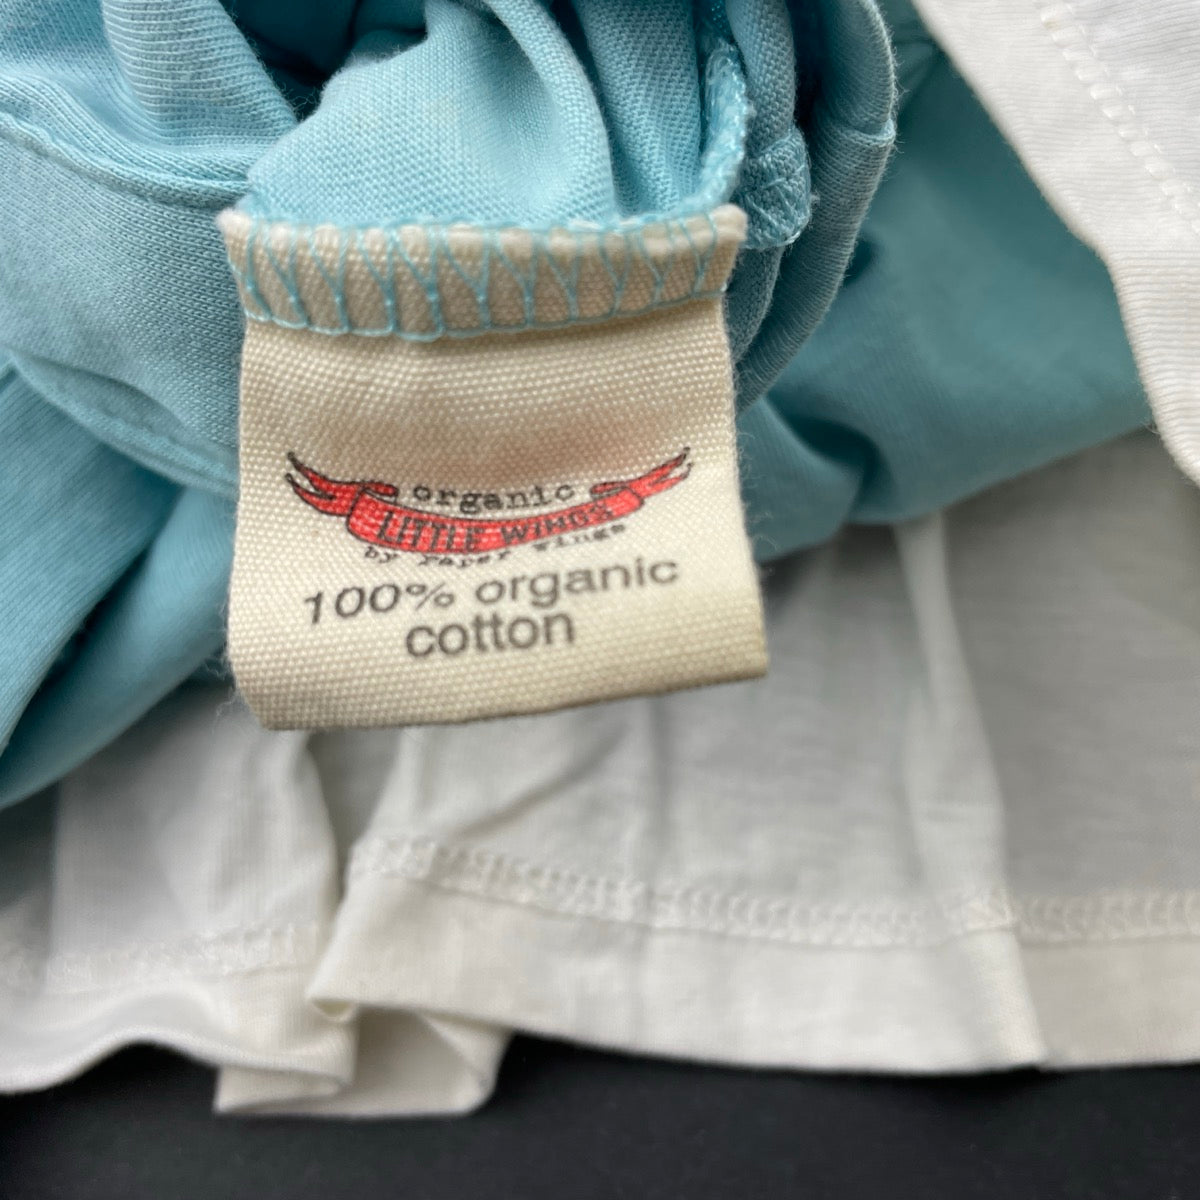 organic
LITTLE WINGS
by paper wings
100% organic
cotton